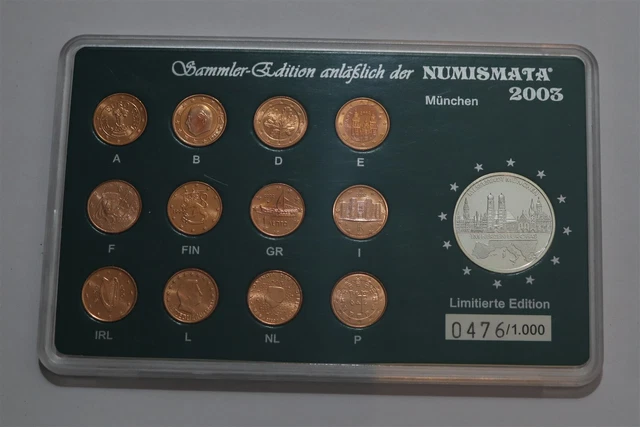 Sammler-Edition anläßlich der NUMISMATA
München 2003
A B D E
F FIN GR I
IRL L NL P
Limitierte Edition
0476/1.000